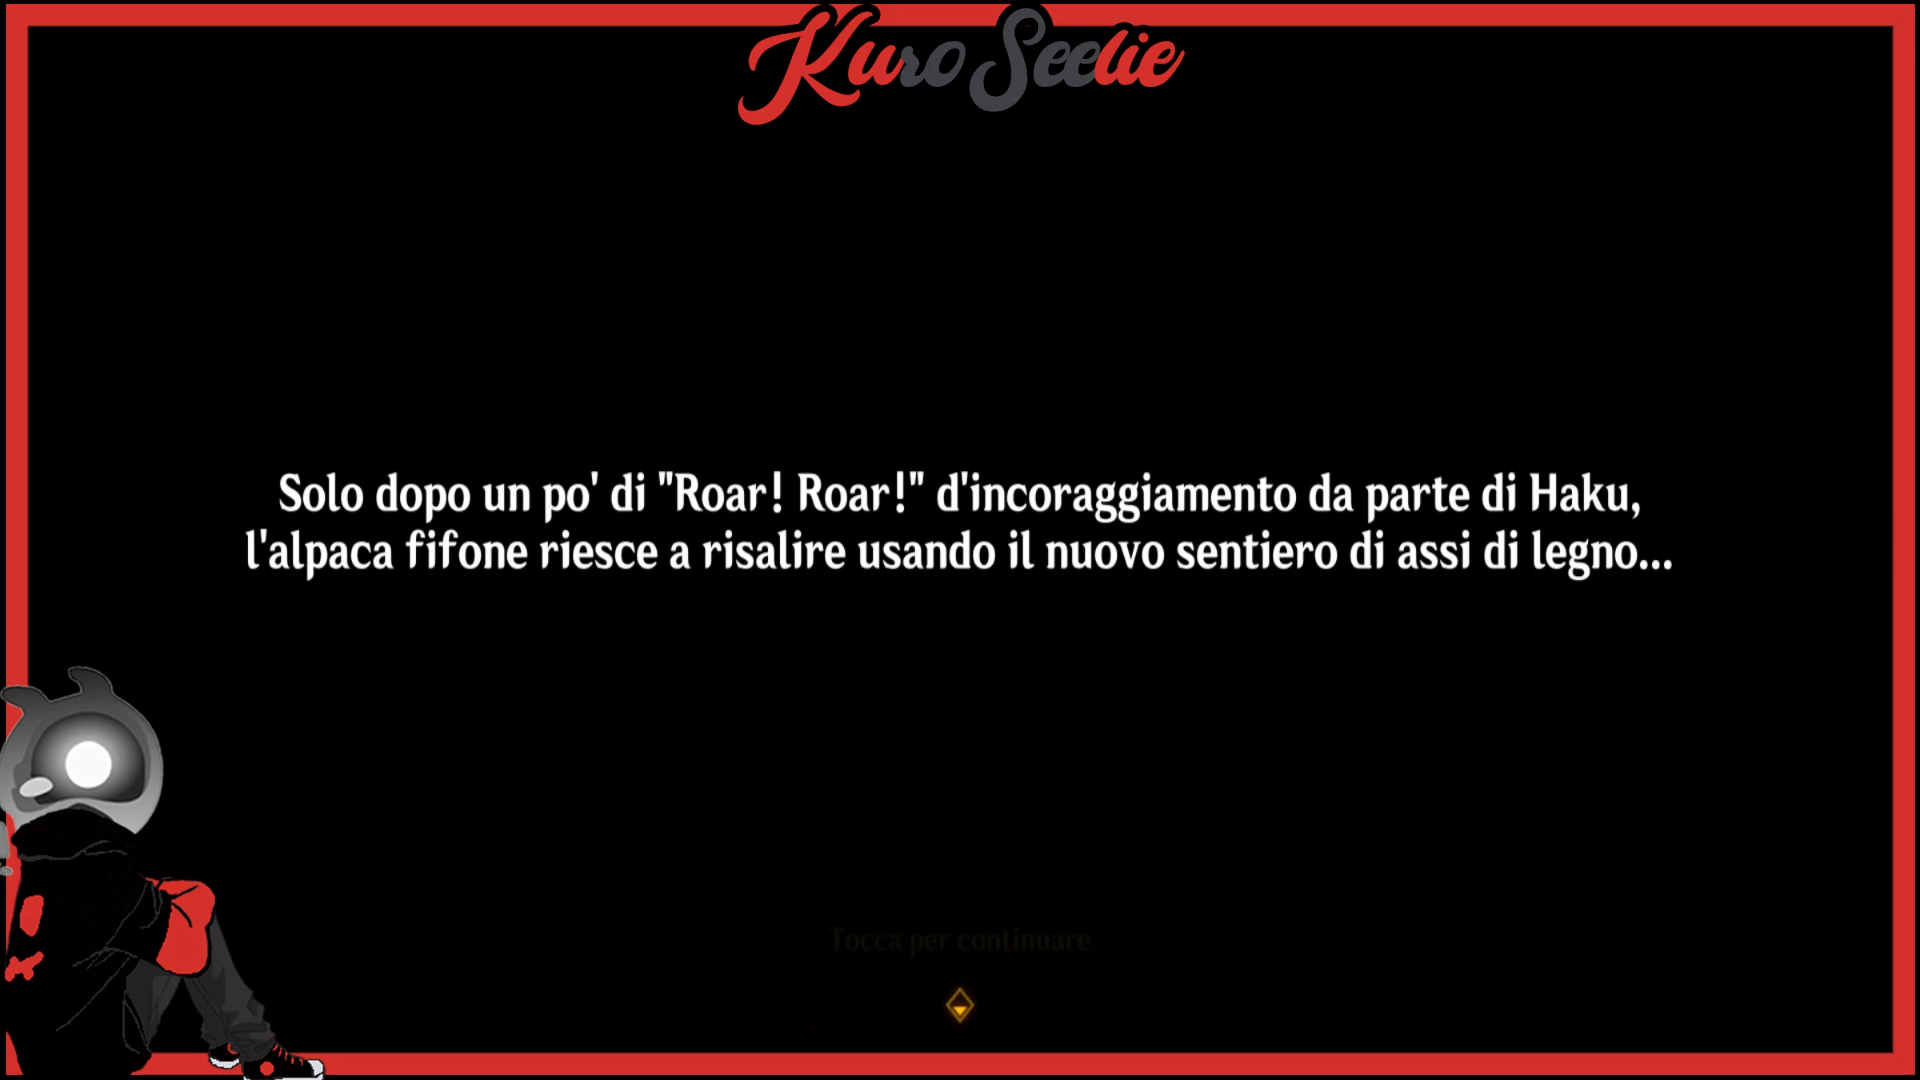 Kuro Seelie
Solo dopo un po' di "Roar! Roar!" d'incoraggiamento da parte di Haku,
l'alpaca fifone riesce a risalire usando il nuovo sentiero di assi di legno...
Tocca per continuare